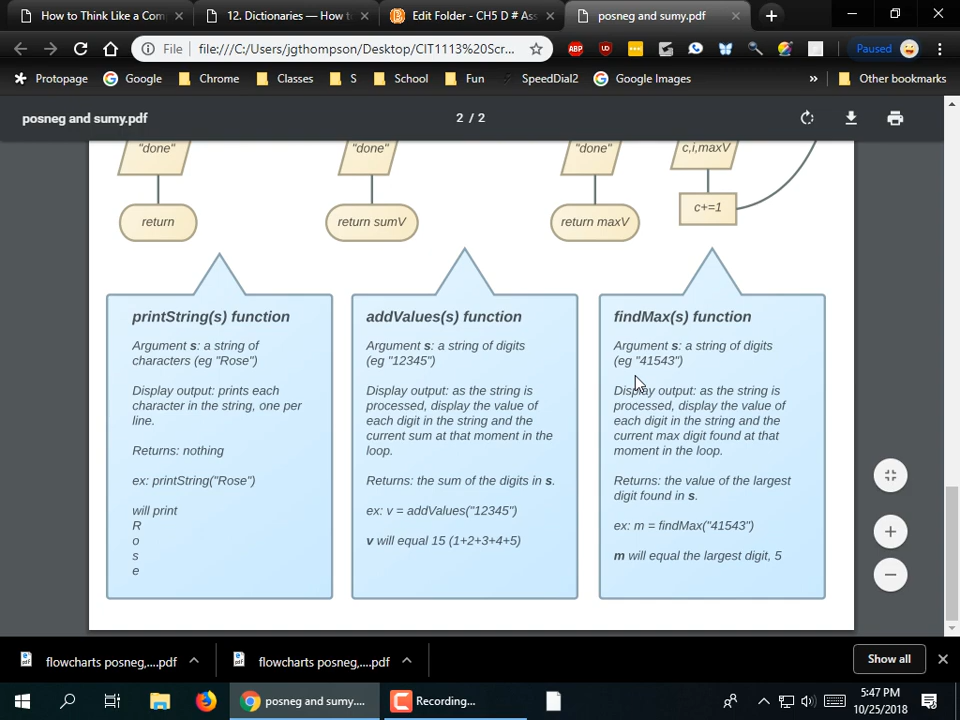 How to Think Like a Com
12. Dictionaries — How to
Edit Folder - CH5 D # Ass
posneg and sumy.pdf
File
file:///C:/Users/jgthompson/Desktop/CIT1113%20Scr...
ABP
Paused
Protopage
Google
Chrome
Classes
S
School
Fun
SpeedDial2
Google Images
»
Other bookmarks
posneg and sumy.pdf
2 / 2
"done"
"done"
"done"
c,i,maxV
return
return sumV
return maxV
c+=1
printString(s) function
Argument s: a string of
characters (eg "Rose")
Display output: prints each
character in the string, one per
line.
Returns: nothing
ex: printString("Rose")
will print
R
o
s
e
addValues(s) function
Argument s: a string of digits
(eg "12345")
Display output: as the string is
processed, display the value of
each digit in the string and the
current sum at that moment in the
loop.
Returns: the sum of the digits in s.
ex: v = addValues("12345")
v will equal 15 (1+2+3+4+5)
findMax(s) function
Argument s: a string of digits
(eg "41543")
Display output: as the string is
processed, display the value of
each digit in the string and the
current max digit found at that
moment in the loop.
Returns: the value of the largest
digit found in s.
ex: m = findMax("41543")
m will equal the largest digit, 5
flowcharts posneg,....pdf
flowcharts posneg,....pdf
Show all
posneg and sumy....
Recording...
5:47 PM
10/25/2018